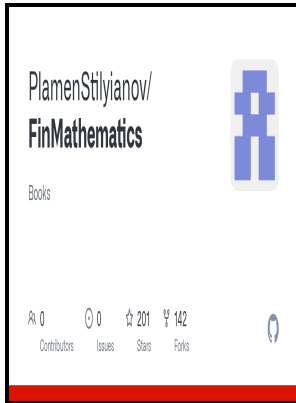 PlamenStilyianov/
FinMathematics
Books
0 0 201 142
Contributors Issues Stars Forks